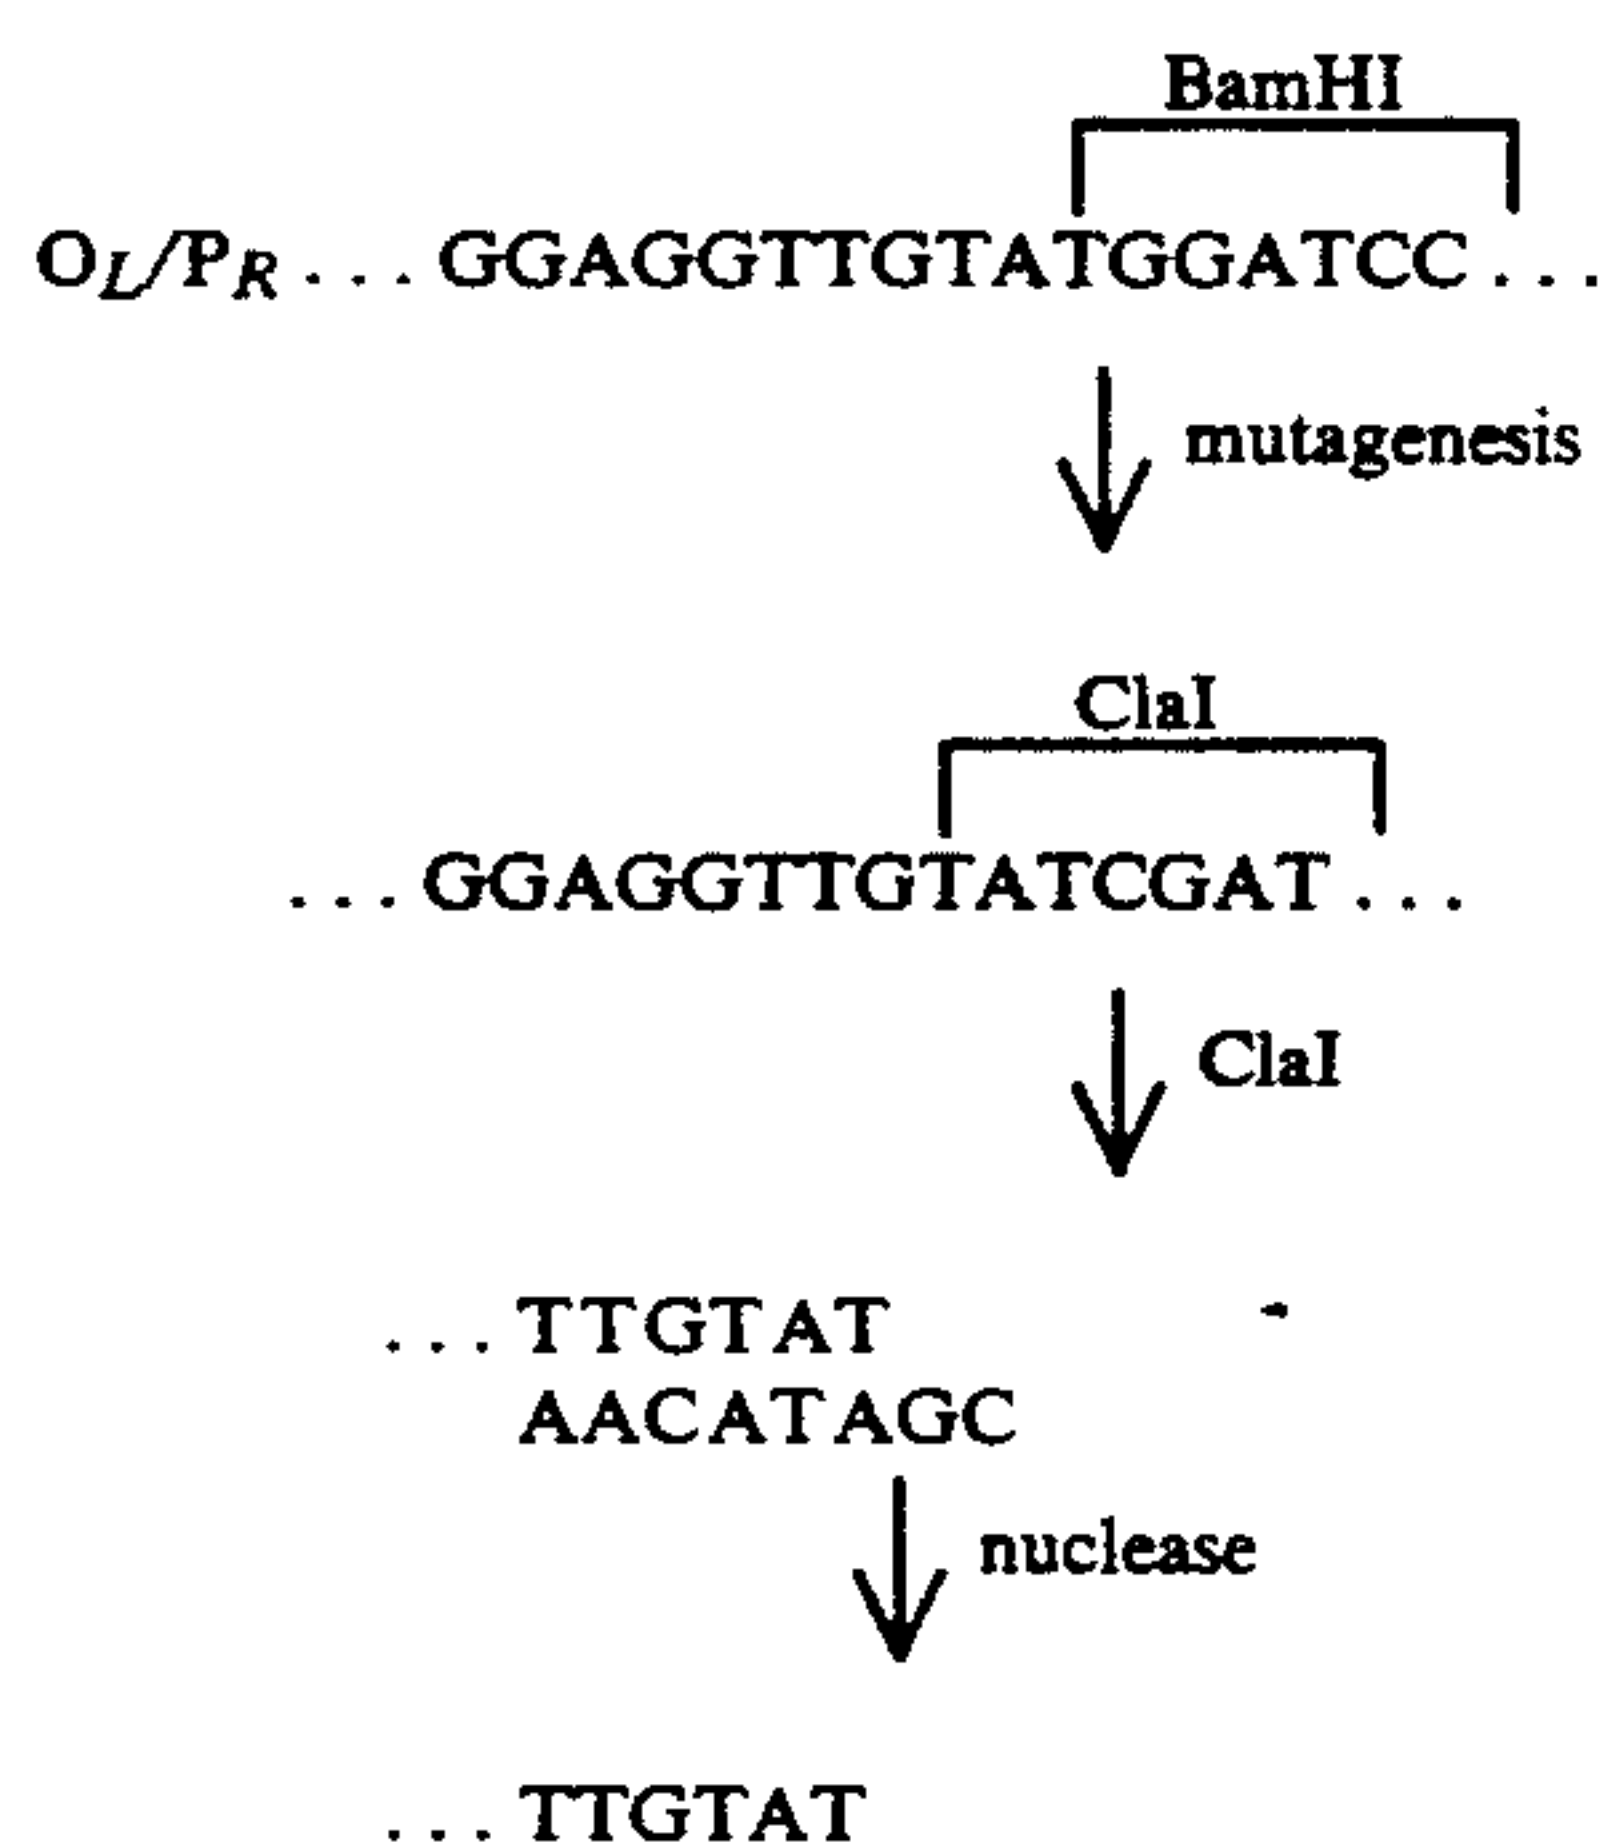 BamHI
OL/PR . . . GGAGGTTGTATGGATCC . . .
mutagenesis
ClaI
. . . GGAGGTTGTATCGAT . . .
ClaI
. . . TTGTAT
AACATAGC
nuclease
. . . TTGTAT